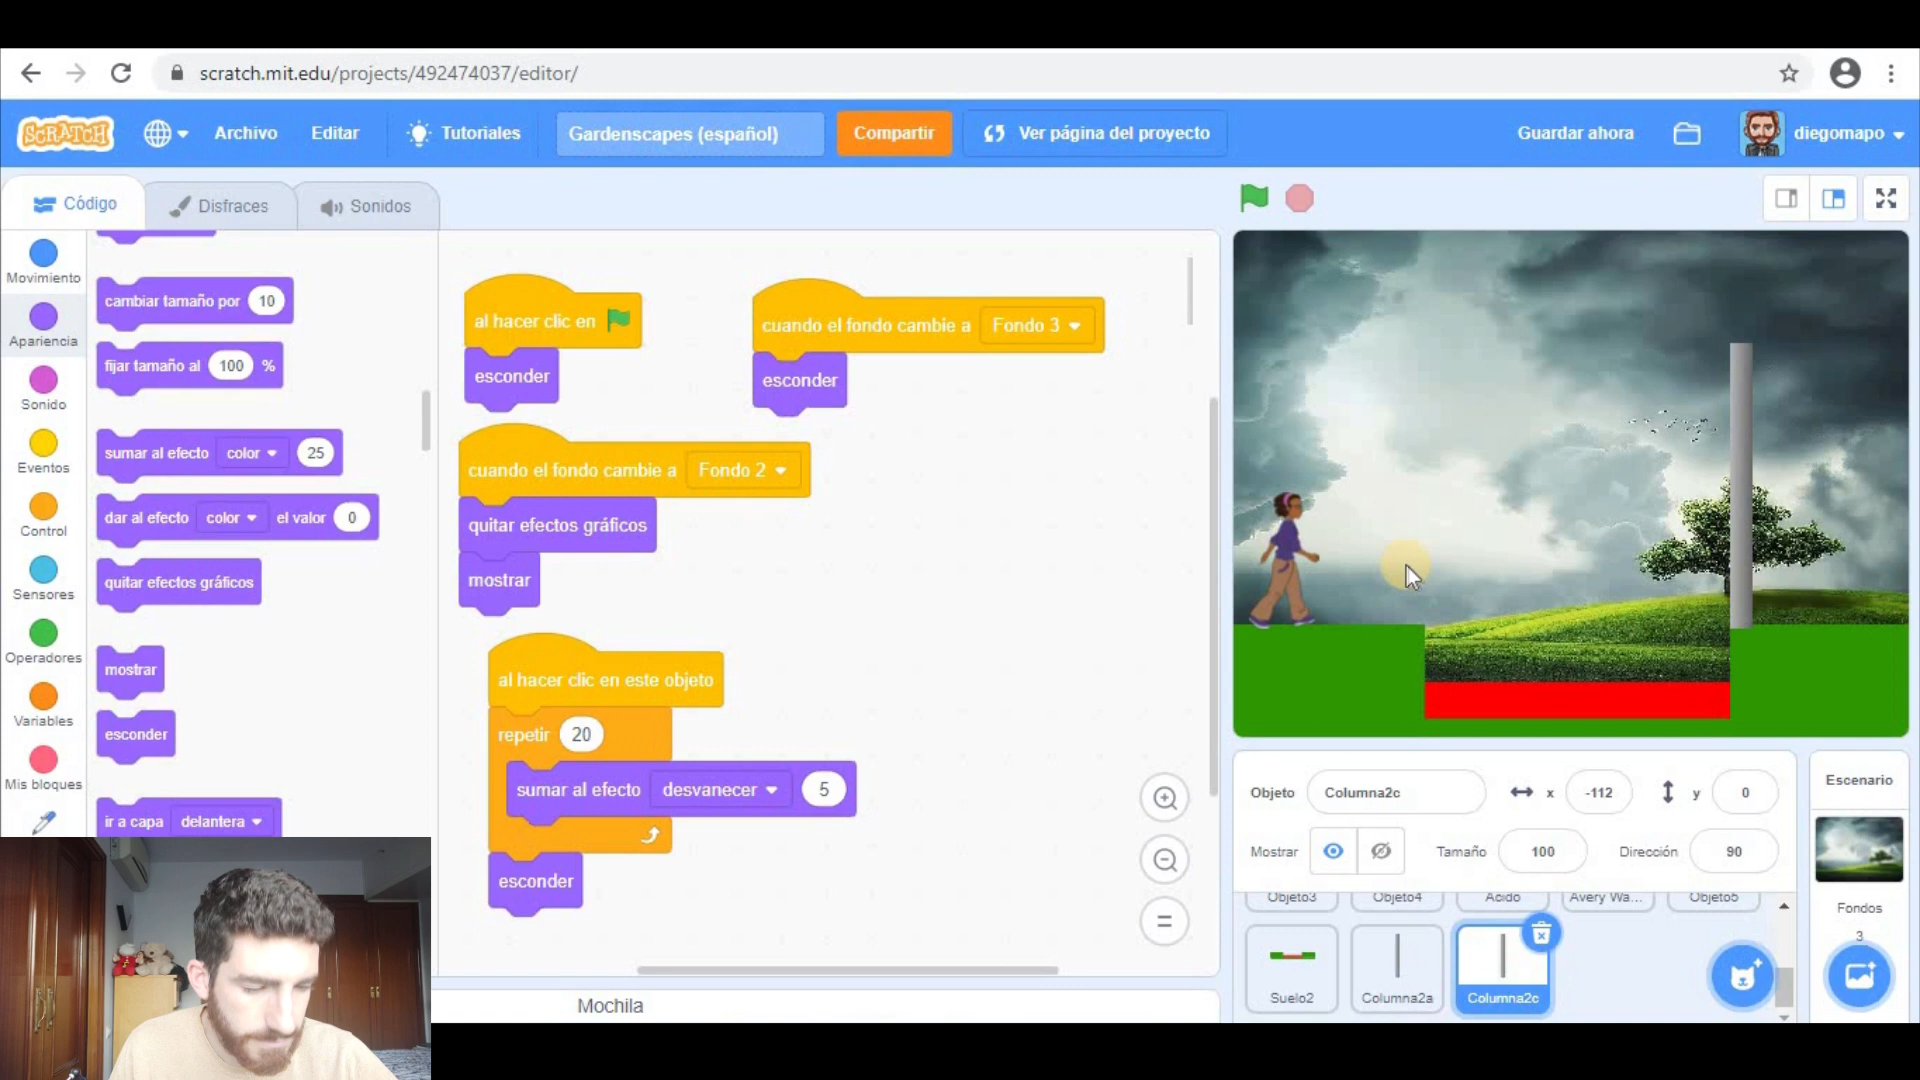 scratch.mit.edu/projects/492474037/editor/
SCRATCH
Archivo
Editar
Tutoriales
Gardenscapes (español)
Compartir
Ver página del proyecto
Guardar ahora
diegomapo
Código
Disfraces
Sonidos
Movimiento
Apariencia
Sonido
Eventos
Control
Sensores
Operadores
Variables
Mis bloques
cambiar tamaño por 10
fijar tamaño al 100 %
sumar al efecto color 25
dar al efecto color el valor 0
quitar efectos gráficos
mostrar
esconder
ir a capa delantera
al hacer clic en
esconder
cuando el fondo cambie a Fondo 3
esconder
cuando el fondo cambie a Fondo 2
quitar efectos gráficos
mostrar
al hacer clic en este objeto
repetir 20
sumar al efecto desvanecer 5
esconder
Mochila
Objeto Columna2c x -112 y 0
Mostrar Tamaño 100 Dirección 90
Objeto3 Objeto4 Acido Avery Wa... Objeto5
Suelo2 Columna2a Columna2c
Escenario
Fondos
3